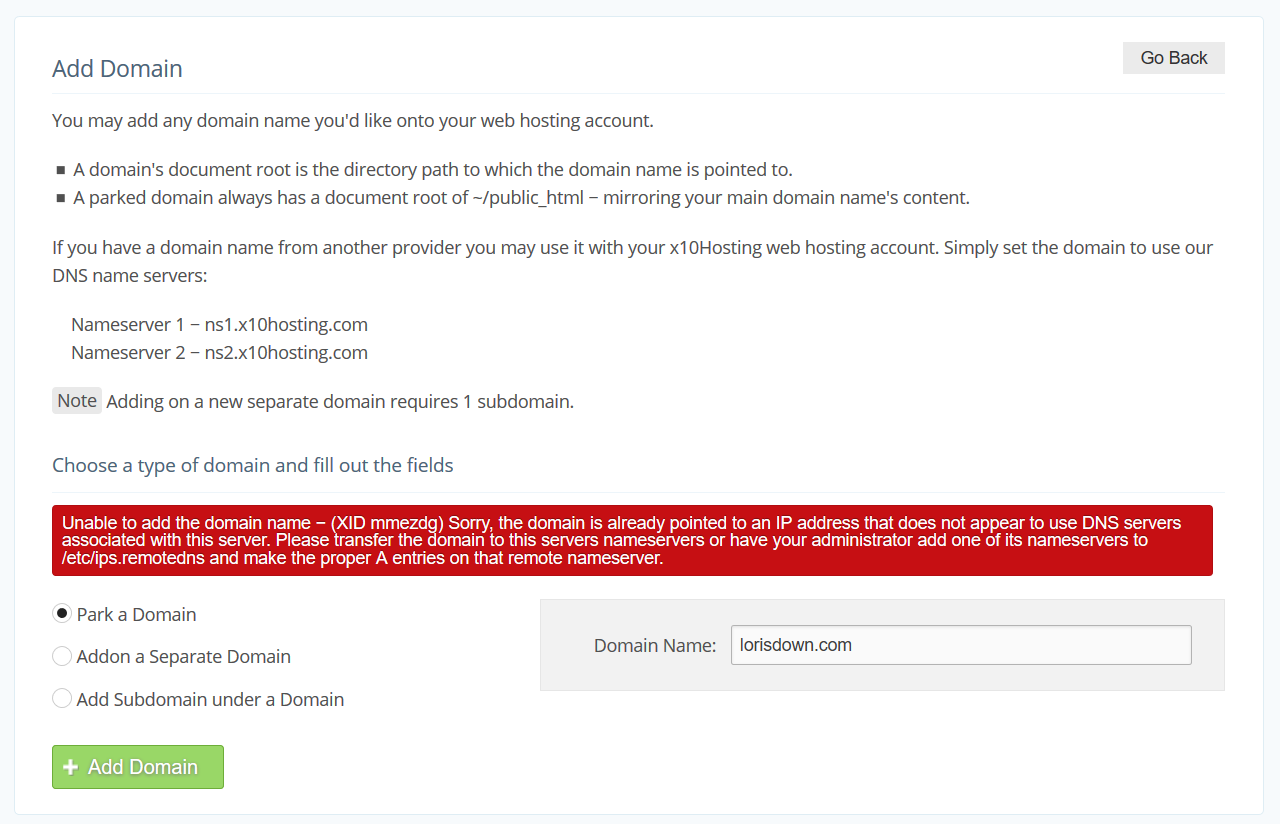 Add Domain
Go Back
You may add any domain name you'd like onto your web hosting account.
A domain's document root is the directory path to which the domain name is pointed to.
A parked domain always has a document root of ~/public_html − mirroring your main domain name's content.
If you have a domain name from another provider you may use it with your x10Hosting web hosting account. Simply set the domain to use our
DNS name servers:
Nameserver 1 − ns1.x10hosting.com
Nameserver 2 − ns2.x10hosting.com
Note Adding on a new separate domain requires 1 subdomain.
Choose a type of domain and fill out the fields
Unable to add the domain name − (XID mmezdg) Sorry, the domain is already pointed to an IP address that does not appear to use DNS servers
associated with this server. Please transfer the domain to this servers nameservers or have your administrator add one of its nameservers to
/etc/ips.remotedns and make the proper A entries on that remote nameserver.
Park a Domain
Addon a Separate Domain
Add Subdomain under a Domain
Domain Name: lorisdown.com
Add Domain